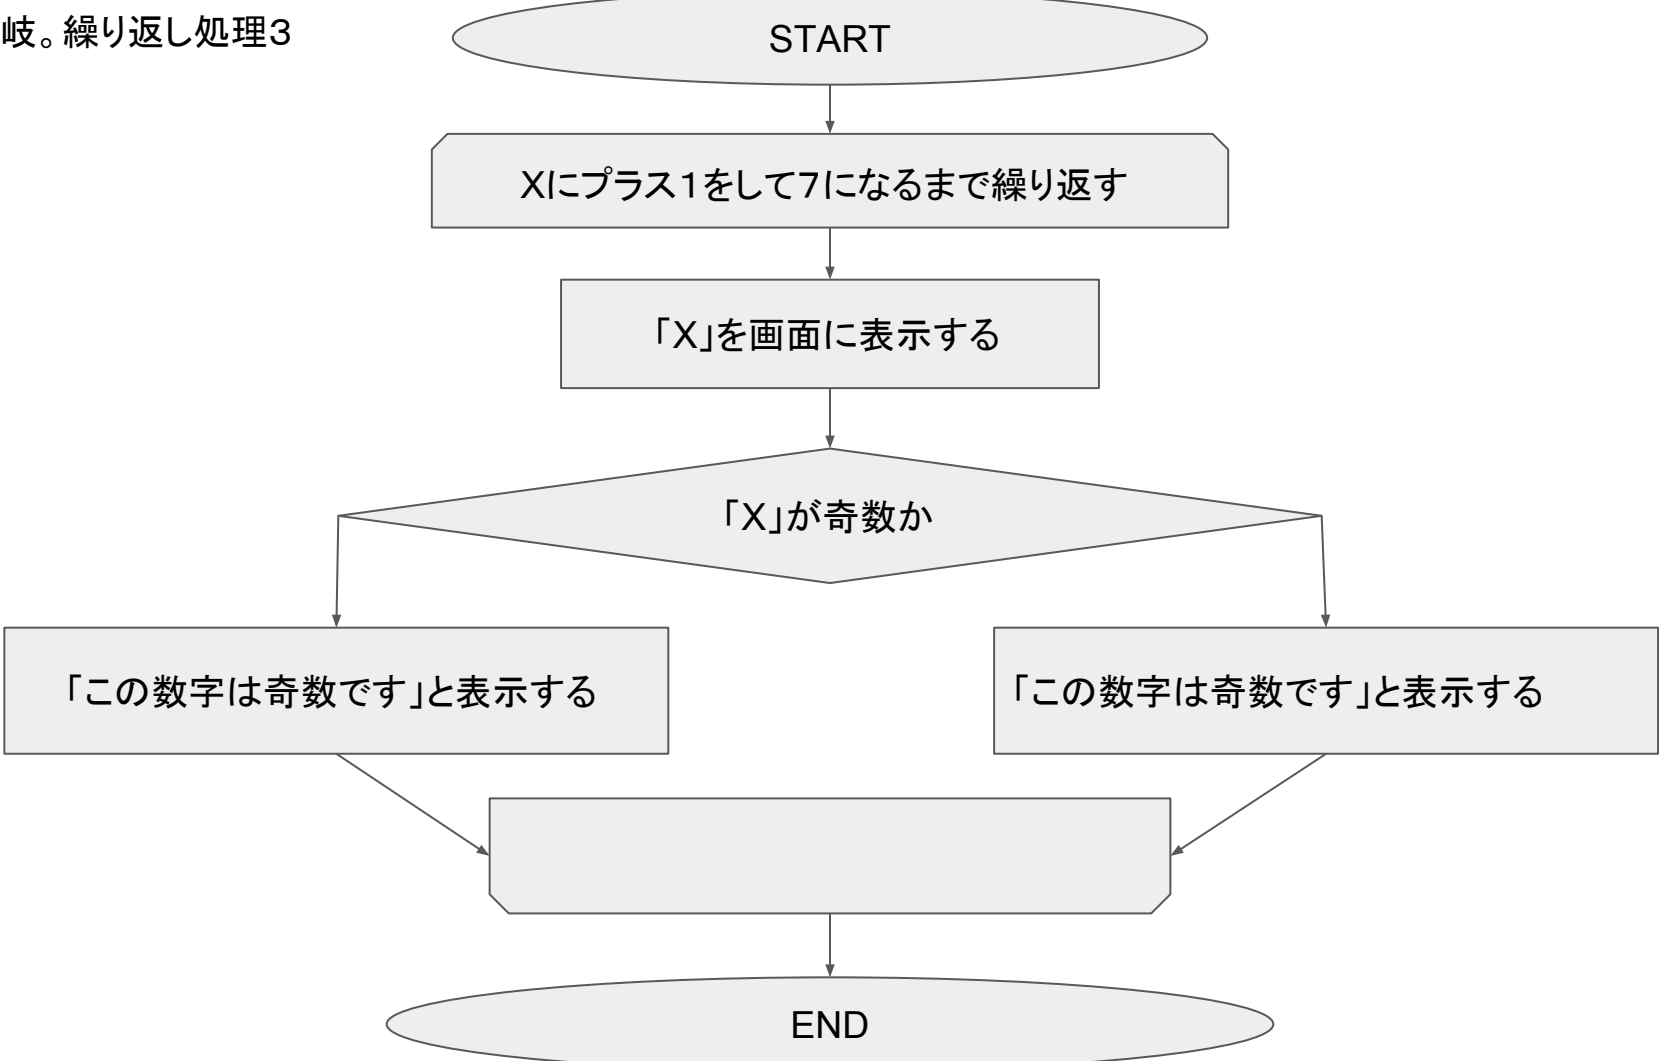 岐。繰り返し処理3
START
Xにプラス1をして7になるまで繰り返す
「X」を画面に表示する
「X」が奇数か
「この数字は奇数です」と表示する
「この数字は奇数です」と表示する
END